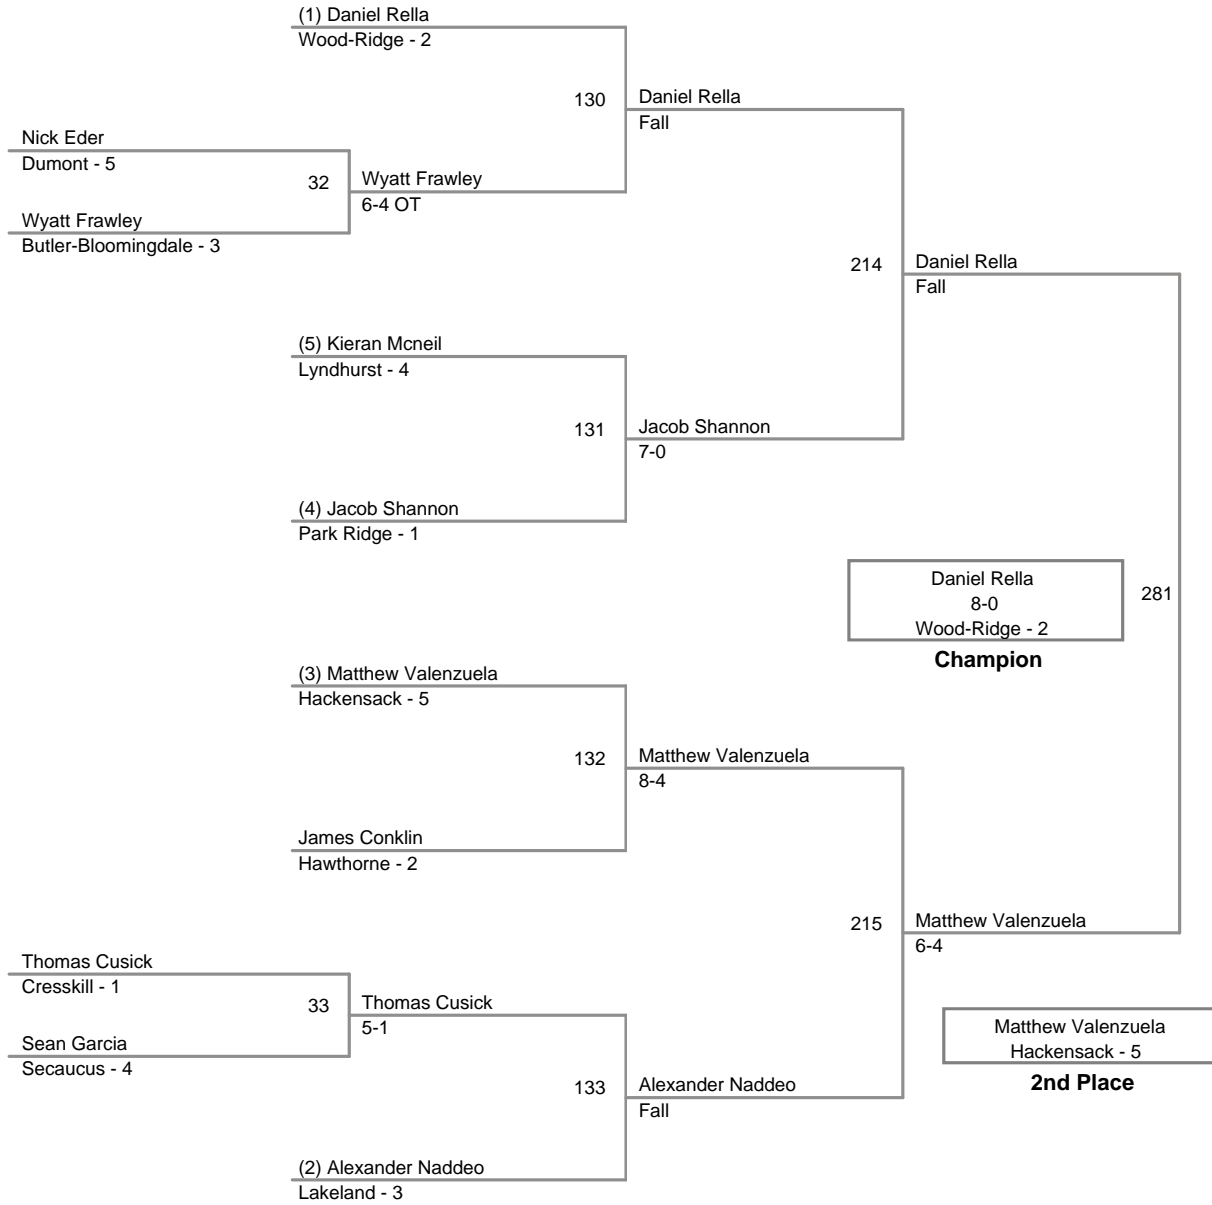 (1) Daniel Rella
Wood-Ridge - 2
130
Daniel Rella
Fall
Nick Eder
Dumont - 5
32
Wyatt Frawley
6-4 OT
Wyatt Frawley
Butler-Bloomingdale - 3
214
Daniel Rella
Fall
(5) Kieran Mcneil
Lyndhurst - 4
131
Jacob Shannon
7-0
(4) Jacob Shannon
Park Ridge - 1
Daniel Rella
8-0
Wood-Ridge - 2
Champion
281
(3) Matthew Valenzuela
Hackensack - 5
132
Matthew Valenzuela
8-4
James Conklin
Hawthorne - 2
215
Matthew Valenzuela
6-4
Thomas Cusick
Cresskill - 1
33
Thomas Cusick
5-1
Sean Garcia
Secaucus - 4
Matthew Valenzuela
Hackensack - 5
2nd Place
133
Alexander Naddeo
Fall
(2) Alexander Naddeo
Lakeland - 3